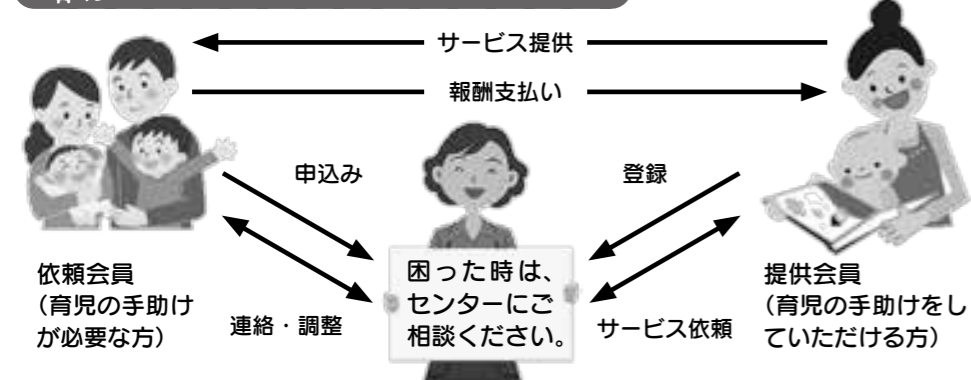 サービス提供
報酬支払い
申込み
登録
困った時は、
センターにご
相談ください。
依頼会員
（育児の手助け
が必要な方）
連絡・調整
サービス依頼
提供会員
（育児の手助けをし
ていただける方）